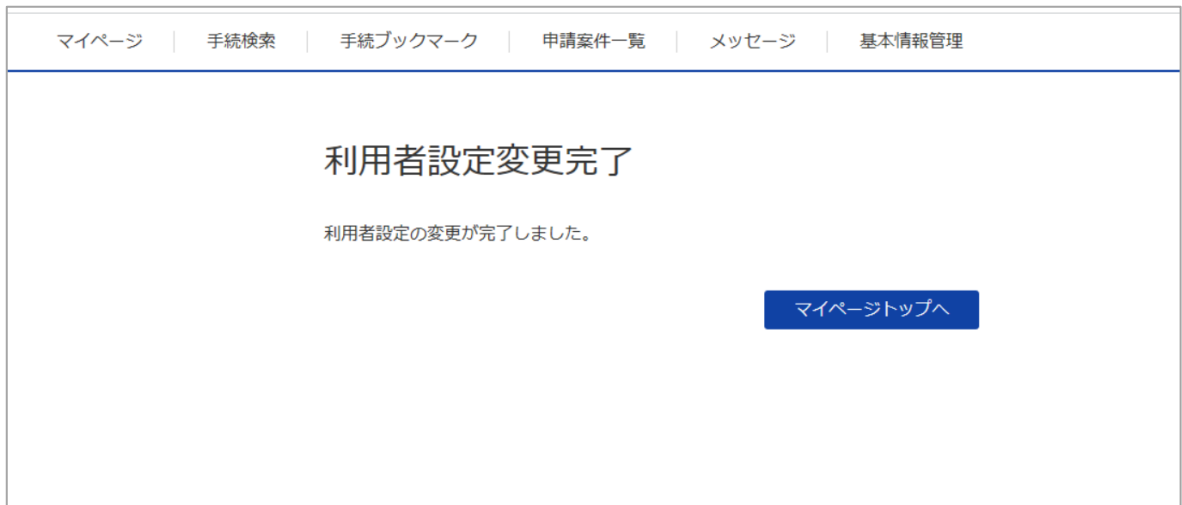 マイページ 手続検索 手続ブックマーク 申請案件一覧 メッセージ 基本情報管理
利用者設定変更完了
利用者設定の変更が完了しました。
マイページトップへ